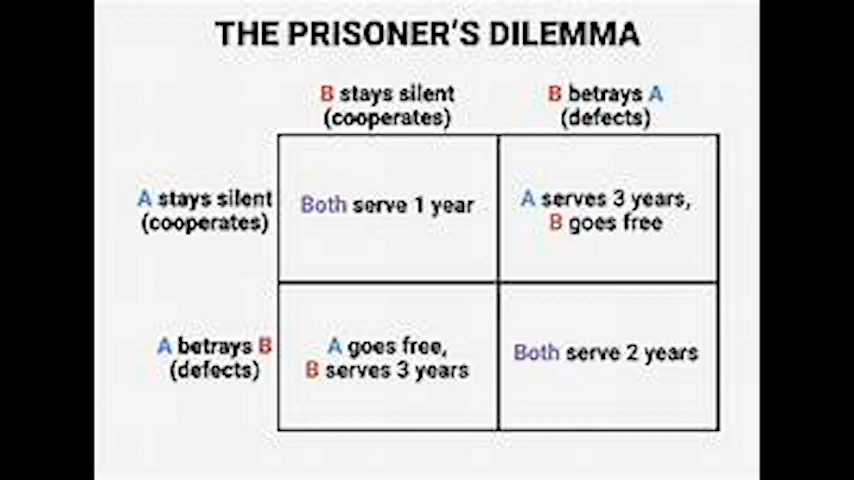 THE PRISONER'S DILEMMA
B stays silent
(cooperates)
B betrays A
(defects)
A stays silent
(cooperates)
Both serve 1 year
A serves 3 years,
B goes free
A betrays B
(defects)
A goes free,
B serves 3 years
Both serve 2 years